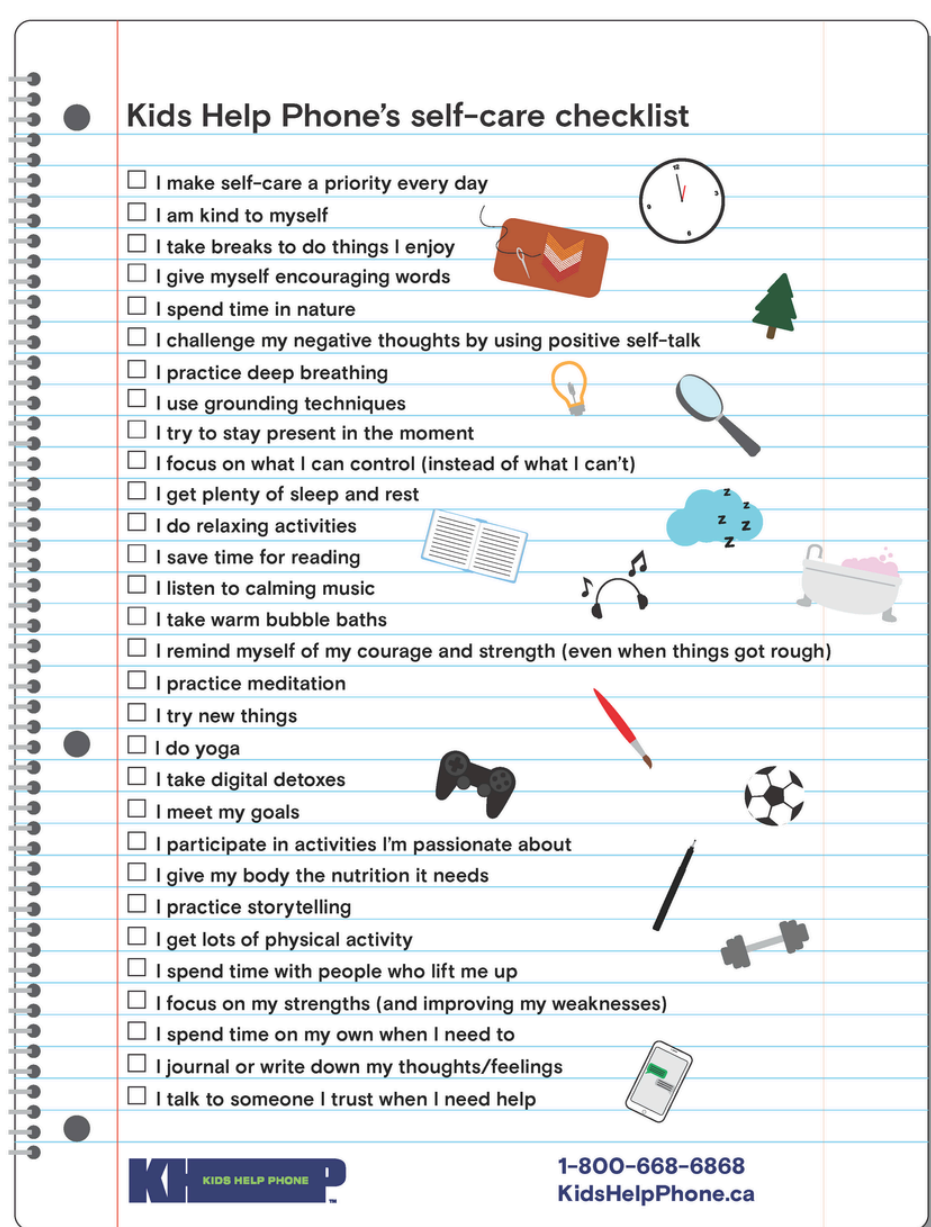 Kids Help Phone's self-care checklist
I make self-care a priority every day
I am kind to myself
I take breaks to do things I enjoy
I give myself encouraging words
I spend time in nature
I challenge my negative thoughts by using positive self-talk
I practice deep breathing
I use grounding techniques
I try to stay present in the moment
I focus on what I can control (instead of what I can't)
I get plenty of sleep and rest
I do relaxing activities
I save time for reading
I listen to calming music
I take warm bubble baths
I remind myself of my courage and strength (even when things got rough)
I practice meditation
I try new things
I do yoga
I take digital detoxes
I meet my goals
I participate in activities I'm passionate about
I give my body the nutrition it needs
I practice storytelling
I get lots of physical activity
I spend time with people who lift me up
I focus on my strengths (and improving my weaknesses)
I spend time on my own when I need to
I journal or write down my thoughts/feelings
I talk to someone I trust when I need help
12
3
6
9
z
z
z
z
z
KHP
KIDS HELP PHONE
TM
1-800-668-6868
KidsHelpPhone.ca